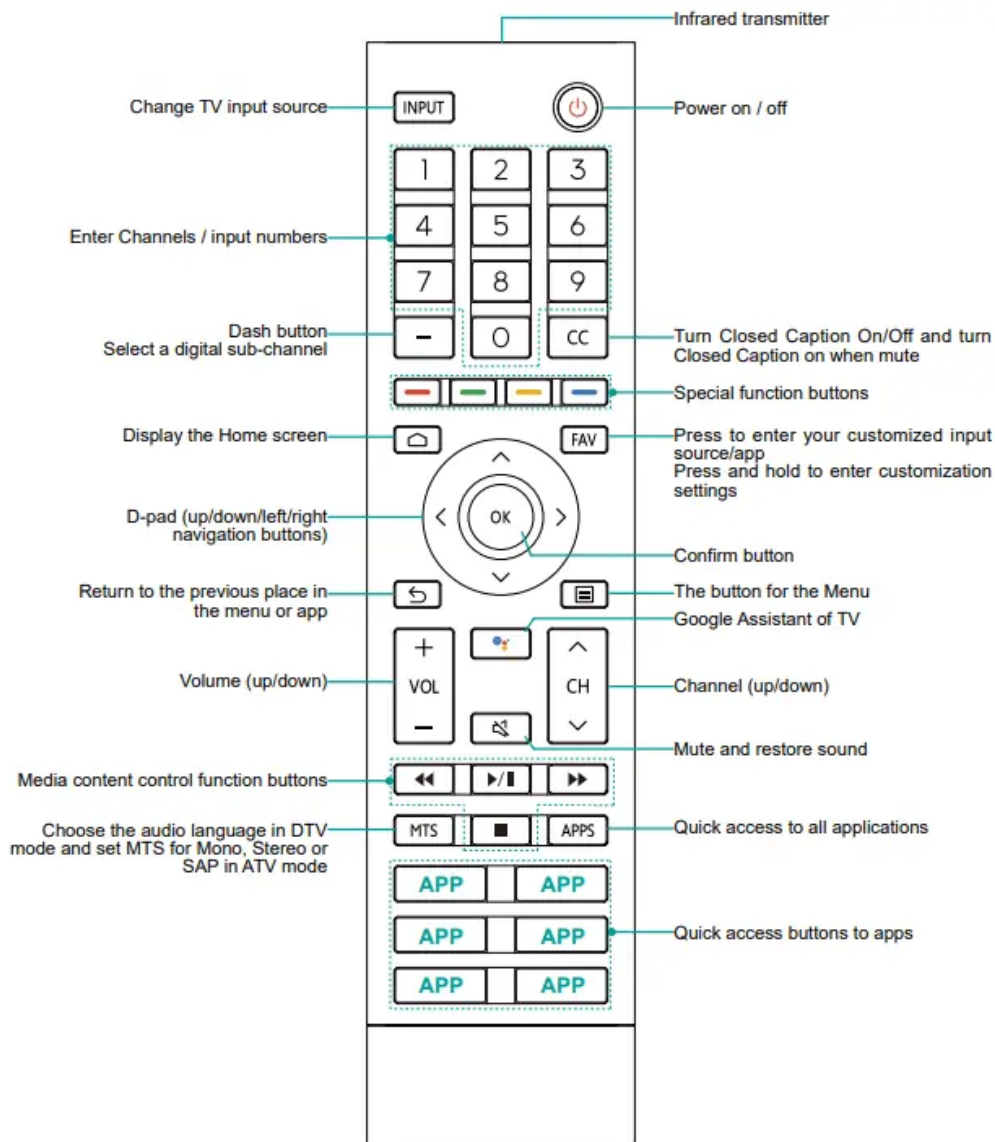 Infrared transmitter
Change TV input source
INPUT
Power on / off
1 2 3
4 5 6
Enter Channels / input numbers
7 8 9
Dash button
Select a digital sub-channel
– 0 CC
Turn Closed Caption On/Off and turn
Closed Caption on when mute
Special function buttons
Display the Home screen
FAV
Press to enter your customized input
source/app
Press and hold to enter customization
settings
D-pad (up/down/left/right
navigation buttons)
OK
Confirm button
Return to the previous place in
the menu or app
The button for the Menu
Google Assistant of TV
Volume (up/down)
+
VOL
–
CH
Channel (up/down)
Mute and restore sound
Media content control function buttons
Choose the audio language in DTV
mode and set MTS for Mono, Stereo or
SAP in ATV mode
MTS
APPS
Quick access to all applications
APP APP
APP APP
Quick access buttons to apps
APP APP